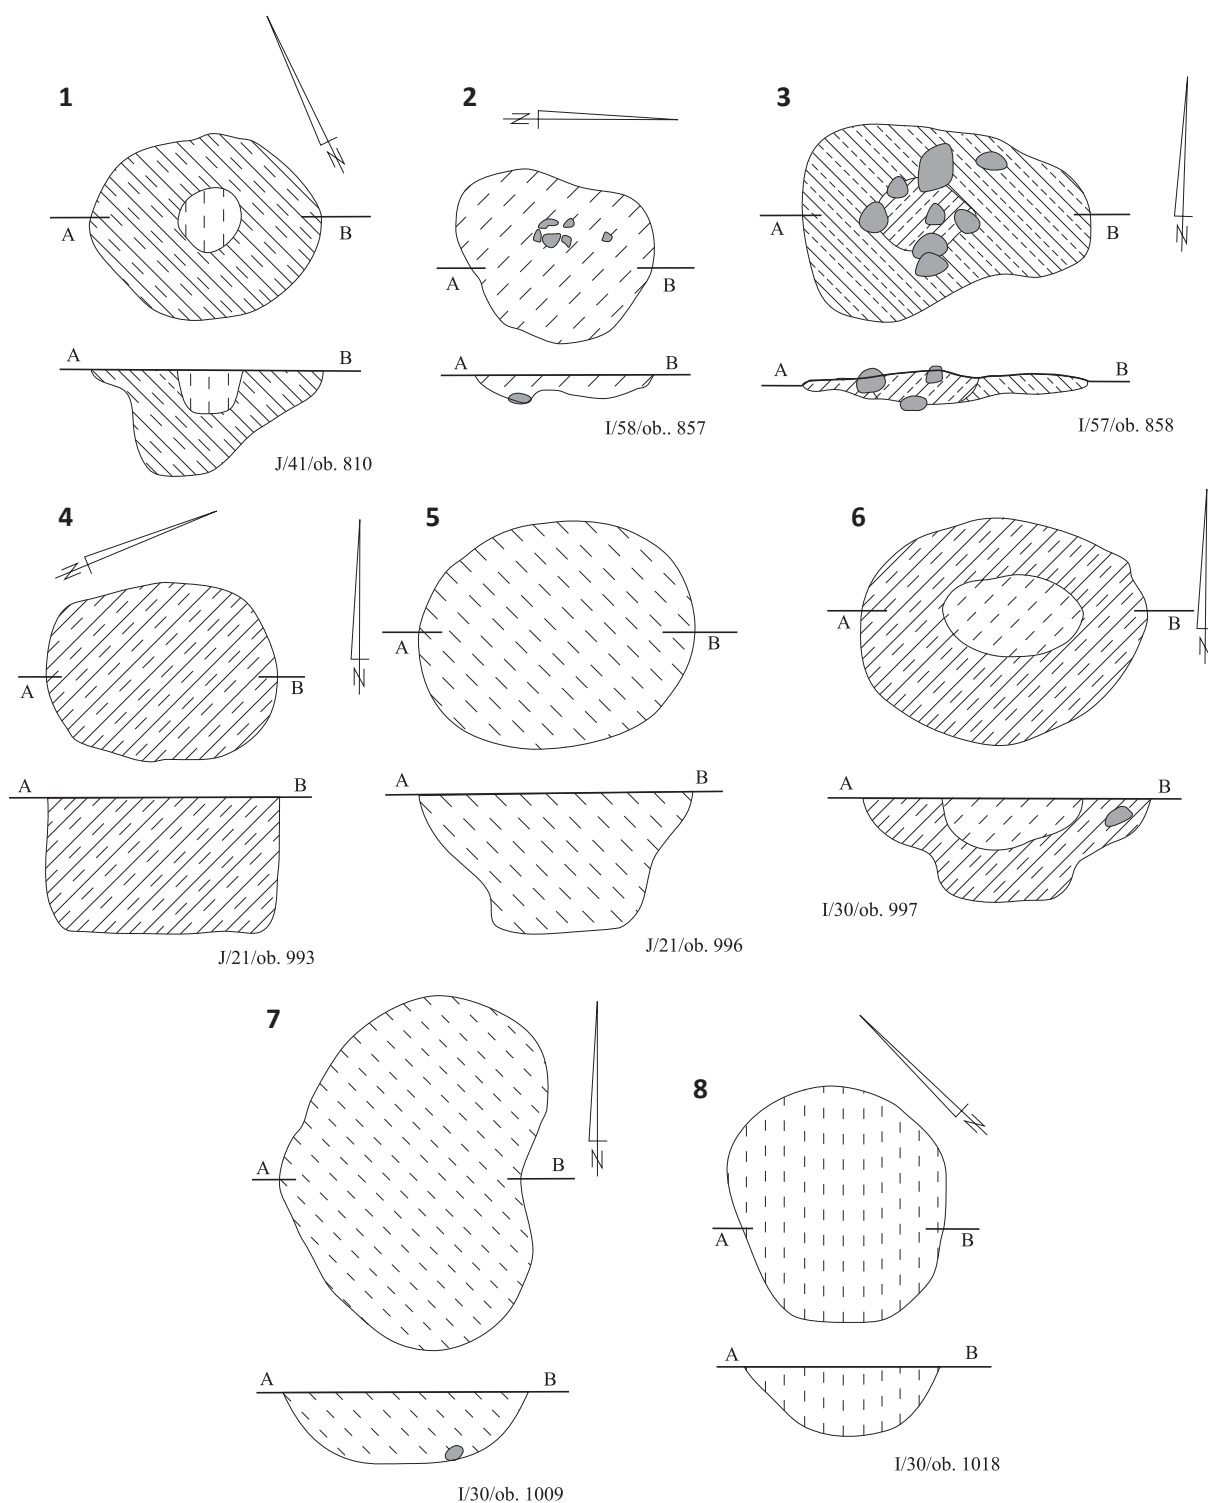 1
N
A
B
A
B
J/41/ob. 810
2
N
A
B
A
B
I/58/ob.. 857
3
N
A
B
A
B
I/57/ob. 858
4
N
A
B
A
B
J/21/ob. 993
5
N
A
B
A
B
J/21/ob. 996
6
N
A
B
A
B
I/30/ob. 997
7
N
A
B
A
B
I/30/ob. 1009
8
N
A
B
A
B
I/30/ob. 1018